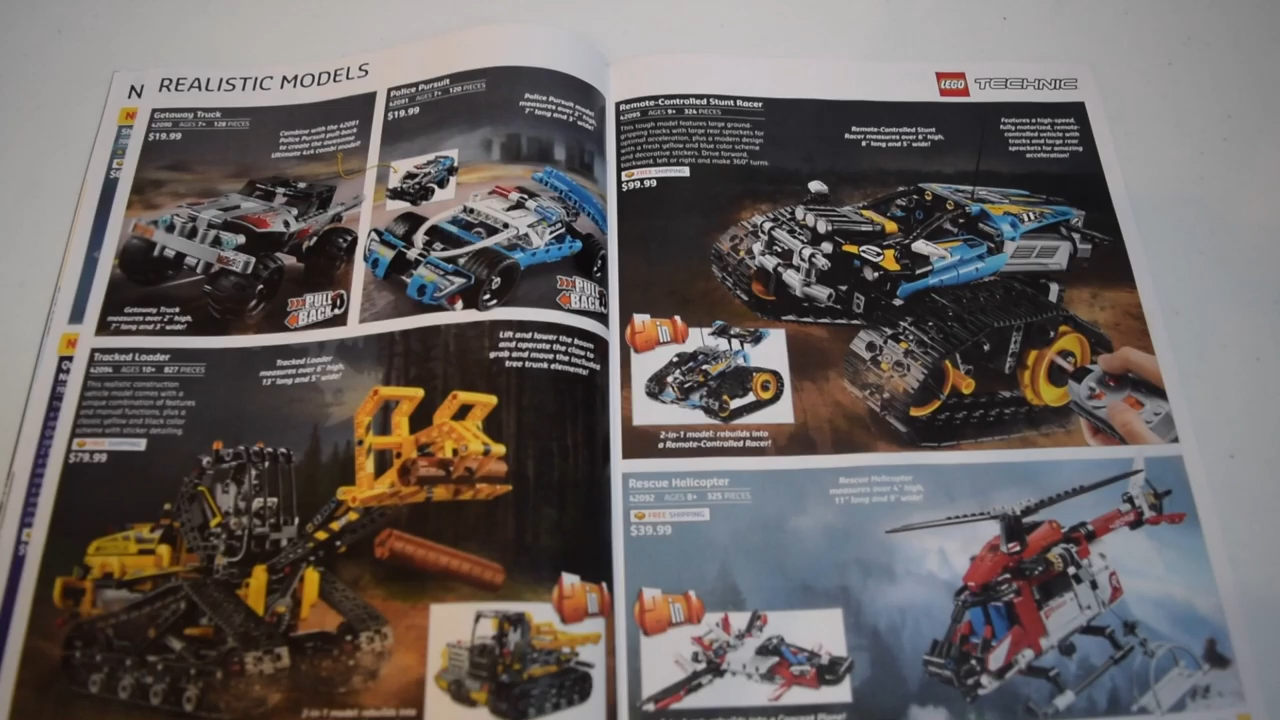 N
REALISTIC MODELS
Getaway Truck
42090 AGES 7+ 128 PIECES
$19.99
Combine with the 42091
Police Pursuit pull-back
to create the awesome
Ultimate 4x4 combi model!
Getaway Truck
measures over 2" high,
7" long and 3" wide!
PULL
BACK
Police Pursuit
42091 AGES 7+ 120 PIECES
$19.99
Police Pursuit model
measures over 2" high,
7" long and 3" wide!
PULL
BACK
N
N
Tracked Loader
42094 AGES 10+ 827 PIECES
This realistic construction
vehicle model comes with a
unique combination of features
and manual functions, plus a
classic yellow and black color
scheme with sticker detailing.
FREE SHIPPING
$79.99
Tracked Loader
measures over 6" high,
13" long and 5" wide!
Lift and lower the boom
and operate the claw to
grab and move the included
tree trunk elements!
in
2-in-1 model: rebuilds into
LEGO TECHNIC
Remote-Controlled Stunt Racer
42095 AGES 9+ 324 PIECES
This tough model features large ground-
gripping tracks with large rear sprockets for
optimal acceleration, plus a modern design
with a fresh yellow and blue color scheme
and decorative stickers. Drive forward,
backward, left or right and make 360° turns.
FREE SHIPPING
$99.99
Remote-Controlled Stunt
Racer measures over 6" high,
8" long and 5" wide!
Features a high-speed,
fully motorized, remote-
controlled vehicle with
tracks and large rear
sprockets for amazing
acceleration!
in
2-in-1 model: rebuilds into
a Remote-Controlled Racer!
Rescue Helicopter
42092 AGES 8+ 325 PIECES
FREE SHIPPING
$39.99
Rescue Helicopter
measures over 4" high,
11" long and 9" wide!
in
rebuilds into a Concept Plane!